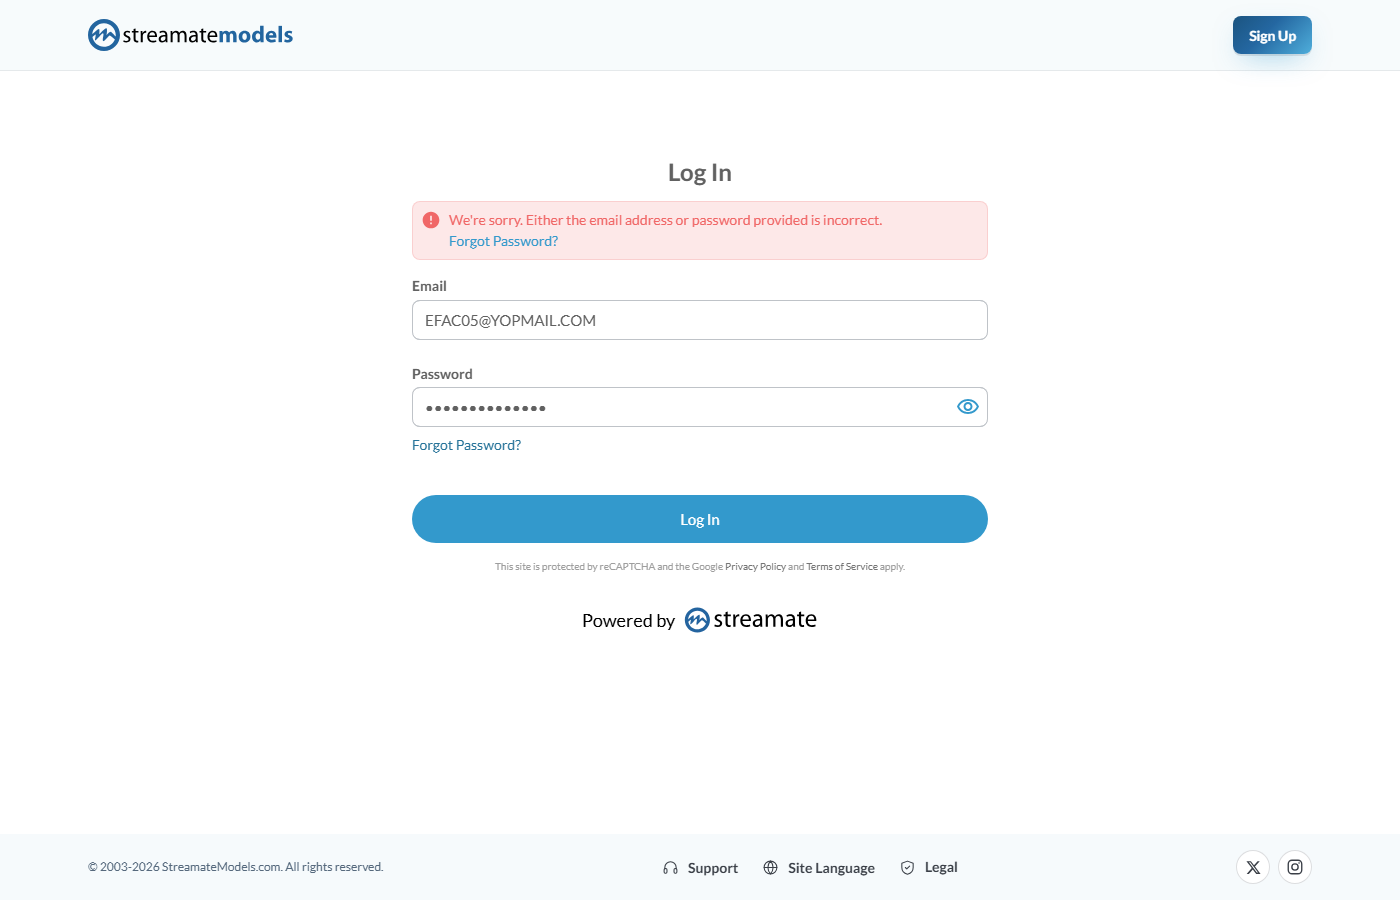 streamatemodels
Sign Up
Log In
We're sorry. Either the email address or password provided is incorrect.
Forgot Password?
Email
EFAC05@YOPMAIL.COM
Password
••••••••••••••
Forgot Password?
Log In
This site is protected by reCAPTCHA and the Google Privacy Policy and Terms of Service apply.
Powered by streamate
© 2003-2026 StreamateModels.com. All rights reserved.
Support
Site Language
Legal